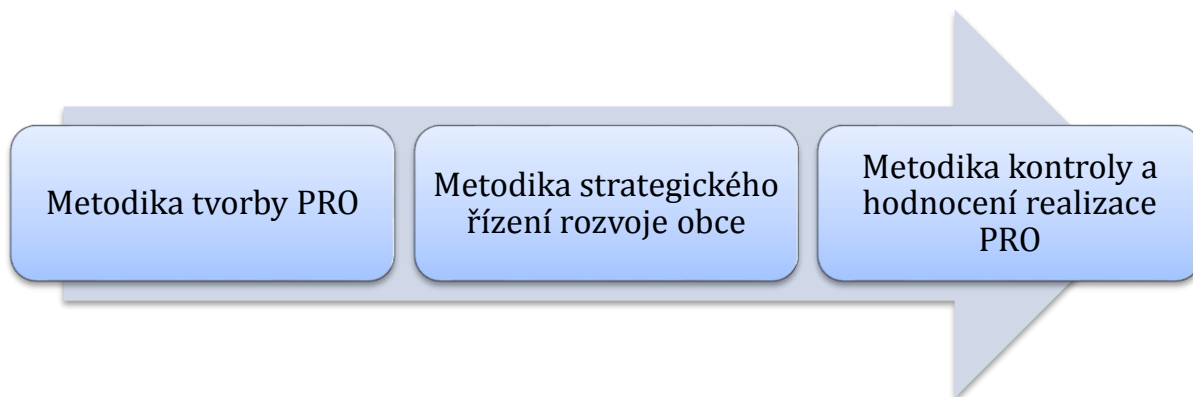 Metodika tvorby PRO
Metodika strategického
řízení rozvoje obce
Metodika kontroly a
hodnocení realizace
PRO